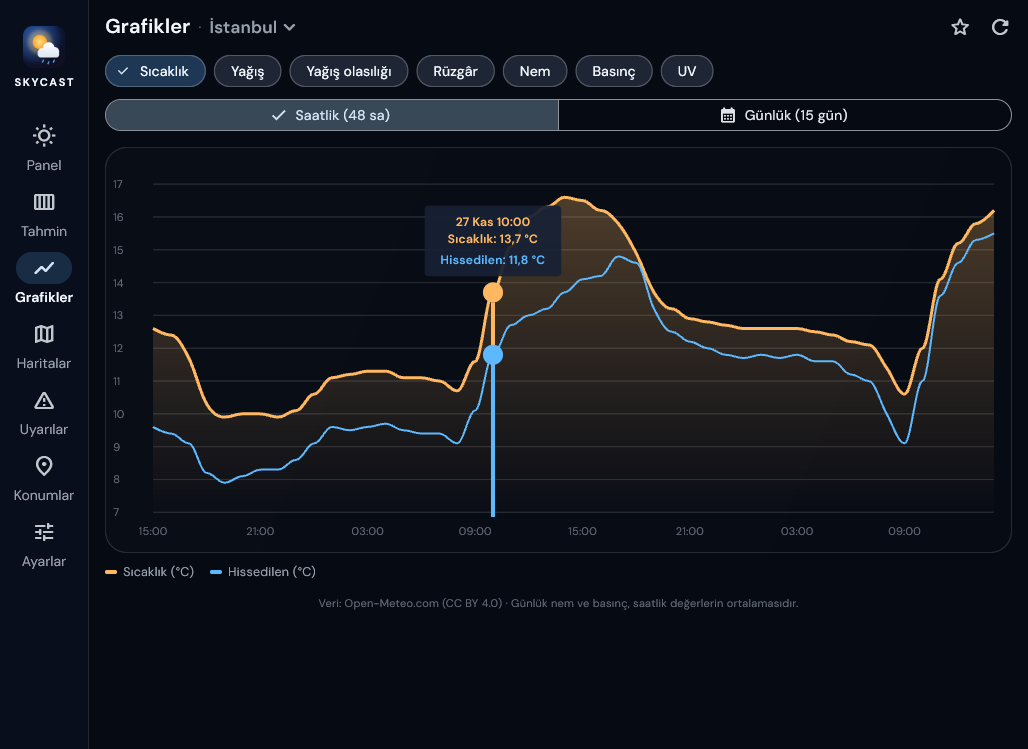 Grafikler · İstanbul
SKYCAST
Panel
Tahmin
Grafikler
Haritalar
Uyarılar
Konumlar
Ayarlar
Sıcaklık
Yağış
Yağış olasılığı
Rüzgâr
Nem
Basınç
UV
Saatlik (48 sa)
Günlük (15 gün)
17
16
15
14
13
12
11
10
9
8
7
27 Kas 10:00
Sıcaklık: 13,7 °C
Hissedilen: 11,8 °C
15:00 21:00 03:00 09:00 15:00 21:00 03:00 09:00
Sıcaklık (°C) Hissedilen (°C)
Veri: Open-Meteo.com (CC BY 4.0) · Günlük nem ve basınç, saatlik değerlerin ortalamasıdır.